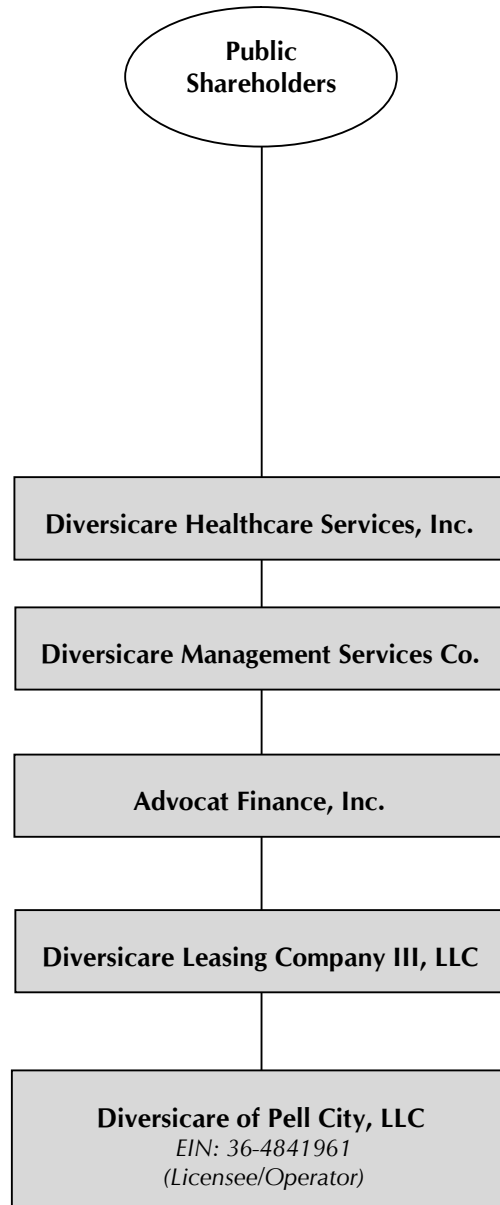 Public
Shareholders
Diversicare Healthcare Services, Inc.
Diversicare Management Services Co.
Advocat Finance, Inc.
Diversicare Leasing Company III, LLC
Diversicare of Pell City, LLC
EIN: 36-4841961
(Licensee/Operator)